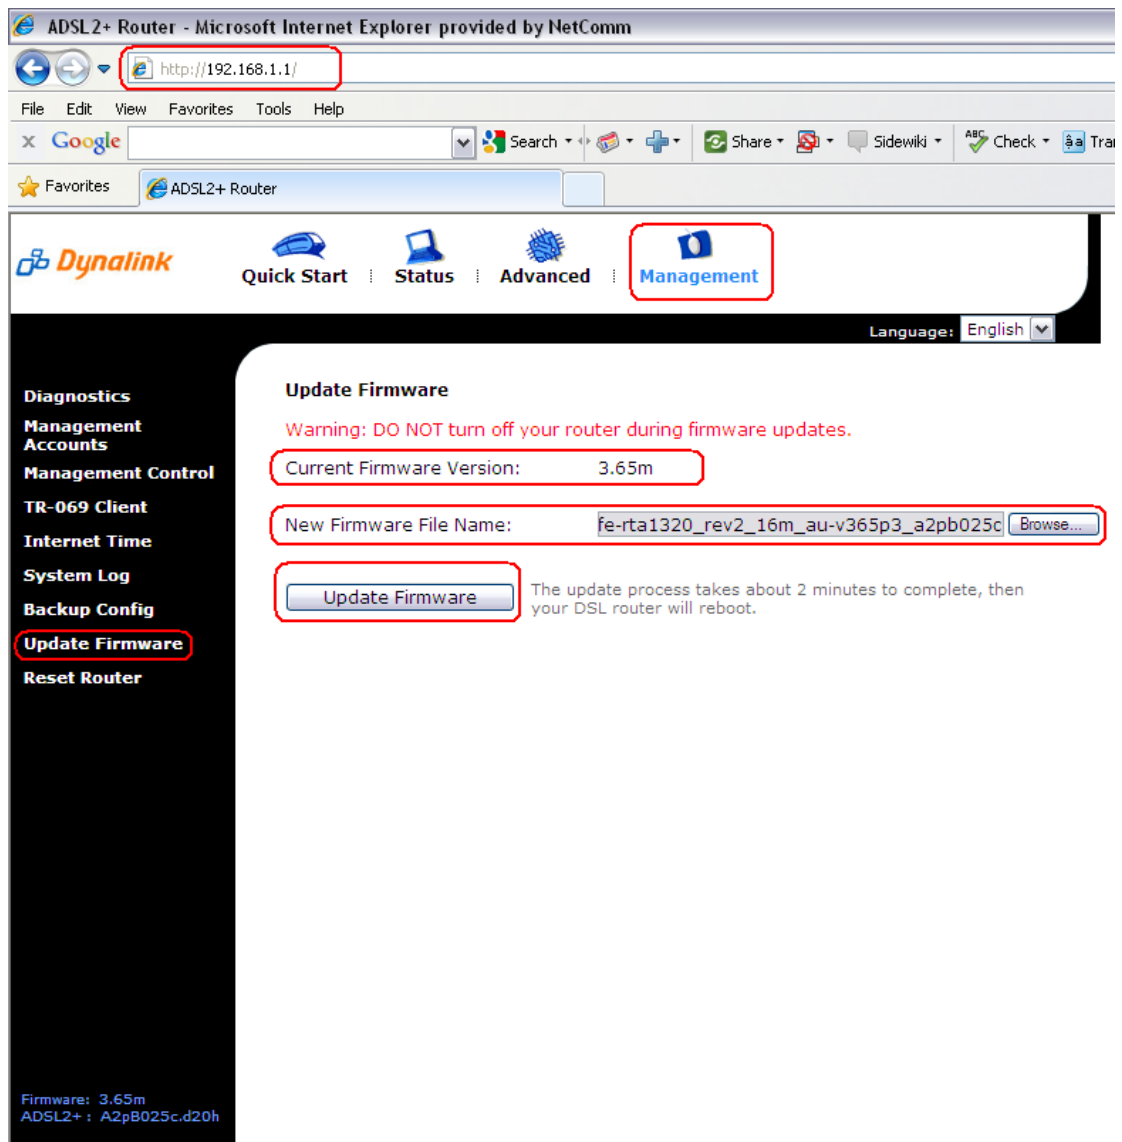 ADSL2+ Router - Microsoft Internet Explorer provided by NetComm
http://192.168.1.1/
File Edit View Favorites Tools Help
x Google Search Share Sidewiki ABC Check Tra
Favorites ADSL2+ Router
Dynalink
Quick Start Status Advanced Management
Language: English
Update Firmware
Warning: DO NOT turn off your router during firmware updates.
Current Firmware Version: 3.65m
New Firmware File Name: fe-rta1320_rev2_16m_au-v365p3_a2pb025c Browse...
Update Firmware
The update process takes about 2 minutes to complete, then
your DSL router will reboot.
Diagnostics
Management
Accounts
Management Control
TR-069 Client
Internet Time
System Log
Backup Config
Update Firmware
Reset Router
Firmware: 3.65m
ADSL2+ : A2pB025c.d20h